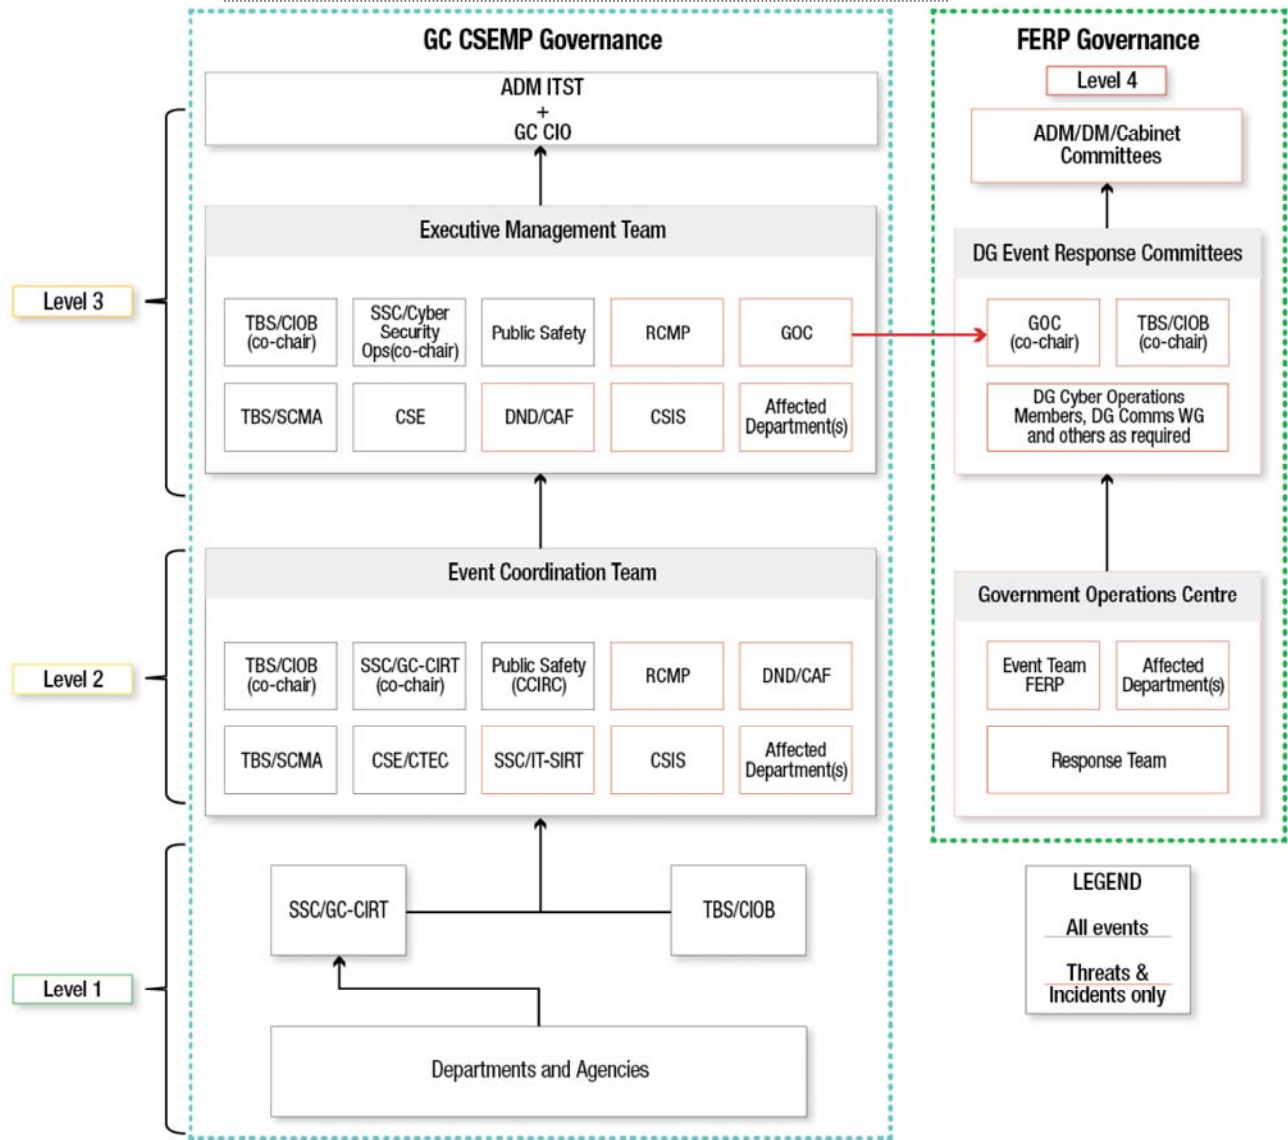 GC CSEMP Governance
ADM ITST
+
GC CIO
Level 3
Executive Management Team
TBS/CIOB
(co-chair)
SSC/Cyber
Security
Ops(co-chair)
Public Safety
RCMP
GOC
TBS/SCMA
CSE
DND/CAF
CSIS
Affected
Department(s)
Level 2
Event Coordination Team
TBS/CIOB
(co-chair)
SSC/GC-CIRT
(co-chair)
Public Safety
(CCIRC)
RCMP
DND/CAF
TBS/SCMA
CSE/CTEC
SSC/IT-SIRT
CSIS
Affected
Department(s)
Level 1
SSC/GC-CIRT
TBS/CIOB
Departments and Agencies
FERP Governance
Level 4
ADM/DM/Cabinet
Committees
DG Event Response Committees
GOC
(co-chair)
TBS/CIOB
(co-chair)
DG Cyber Operations
Members, DG Comms WG
and others as required
Government Operations Centre
Event Team
FERP
Affected
Department(s)
Response Team
LEGEND
All events
Threats &
Incidents only